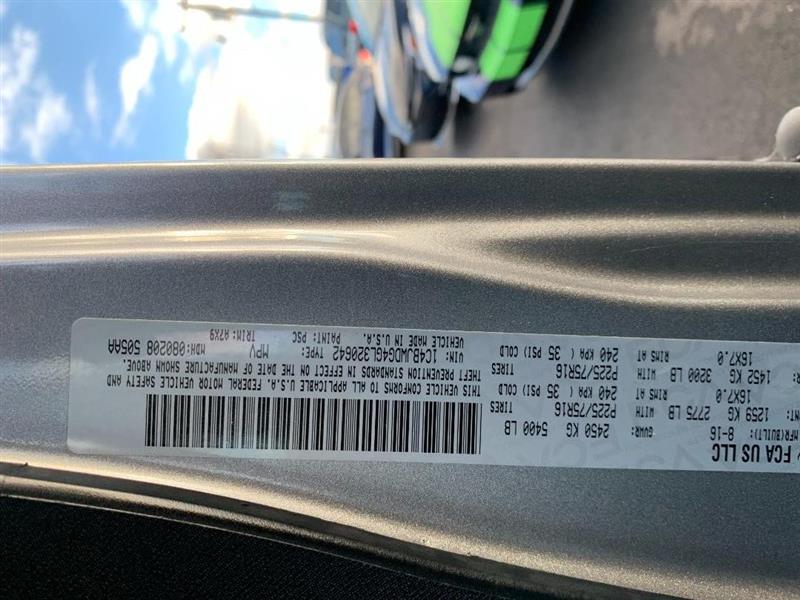 FCA US LLC
MFR(BUILT): 8-16 GVWR: 2450 KG 5400 LB
1259 KG 2775 LB WITH P225/75R16 TIRES
16X7.0 RIMS AT 240 KPA ( 35 PSI COLD
1452 KG 3200 LB WITH P225/75R16 TIRES
16X7.0 RIMS AT 240 KPA ( 35 PSI COLD
THIS VEHICLE CONFORMS TO ALL APPLICABLE U.S.A. FEDERAL MOTOR VEHICLE SAFETY AND
THEFT PREVENTION STANDARDS IN EFFECT ON THE DATE OF MANUFACTURE SHOWN ABOVE.
VIN: 1C4BJWDG4GL320642 TYPE: MPV MDH: 080208 505AA
VEHICLE MADE IN U.S.A. PAINT: PSC TRIM: A7X9